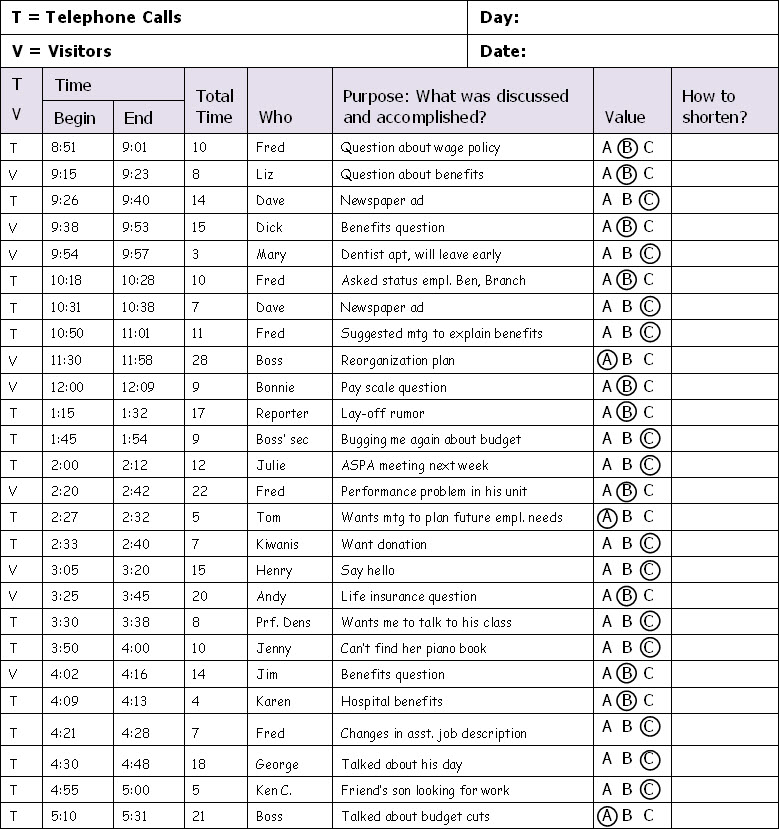 T = Telephone Calls Day:
V = Visitors Date:
T V Time Begin End Total Time Who Purpose: What was discussed and accomplished? Value How to shorten?
T 8:51 9:01 10 Fred Question about wage policy A B C
V 9:15 9:23 8 Liz Question about benefits A B C
T 9:26 9:40 14 Dave Newspaper ad A B C
V 9:38 9:53 15 Dick Benefits question A B C
V 9:54 9:57 3 Mary Dentist apt, will leave early A B C
T 10:18 10:28 10 Fred Asked status empl. Ben, Branch A B C
T 10:31 10:38 7 Dave Newspaper ad A B C
T 10:50 11:01 11 Fred Suggested mtg to explain benefits A B C
V 11:30 11:58 28 Boss Reorganization plan A B C
V 12:00 12:09 9 Bonnie Pay scale question A B C
T 1:15 1:32 17 Reporter Lay-off rumor A B C
T 1:45 1:54 9 Boss' sec Bugging me again about budget A B C
T 2:00 2:12 12 Julie ASPA meeting next week A B C
V 2:20 2:42 22 Fred Performance problem in his unit A B C
T 2:27 2:32 5 Tom Wants mtg to plan future empl. needs A B C
T 2:33 2:40 7 Kiwanis Want donation A B C
V 3:05 3:20 15 Henry Say hello A B C
V 3:25 3:45 20 Andy Life insurance question A B C
T 3:30 3:38 8 Prf. Dens Wants me to talk to his class A B C
T 3:50 4:00 10 Jenny Can't find her piano book A B C
V 4:02 4:16 14 Jim Benefits question A B C
T 4:09 4:13 4 Karen Hospital benefits A B C
T 4:21 4:28 7 Fred Changes in asst. job description A B C
T 4:30 4:48 18 George Talked about his day A B C
T 4:55 5:00 5 Ken C. Friend's son looking for work A B C
T 5:10 5:31 21 Boss Talked about budget cuts A B C